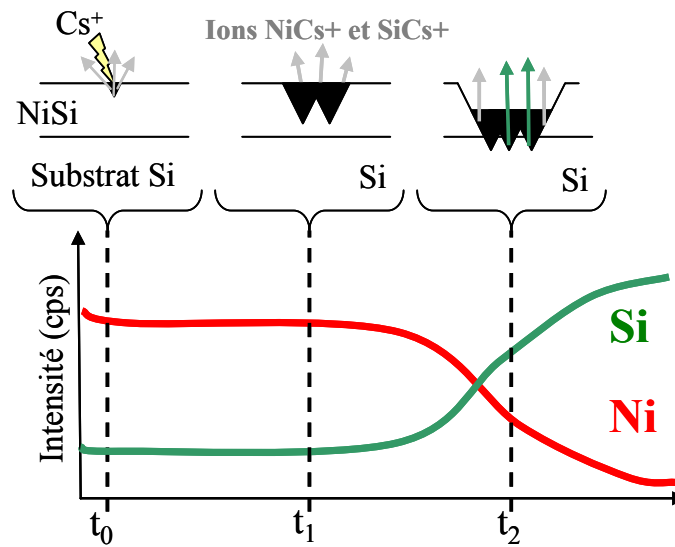 Cs+
Ions NiCs+ et SiCs+
NiSi
Substrat Si
Si
Si
Intensité (cps)
Si
Ni
t0
t1
t2